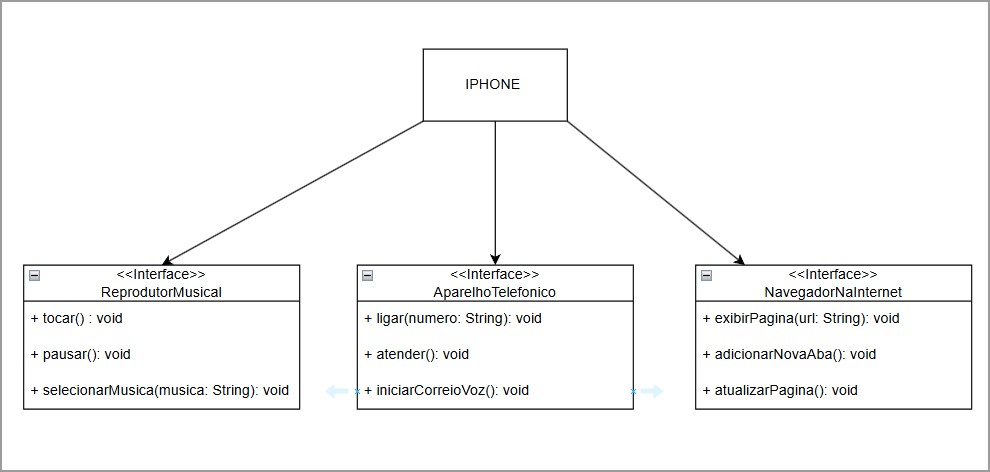 IPHONE
<<Interface>>
ReprodutorMusical
+ tocar() : void
+ pausar(): void
+ selecionarMusica(musica: String): void
<<Interface>>
AparelhoTelefonico
+ ligar(numero: String): void
+ atender(): void
+ iniciarCorreioVoz(): void
<<Interface>>
NavegadorNaInternet
+ exibirPagina(url: String): void
+ adicionarNovaAba(): void
+ atualizarPagina(): void